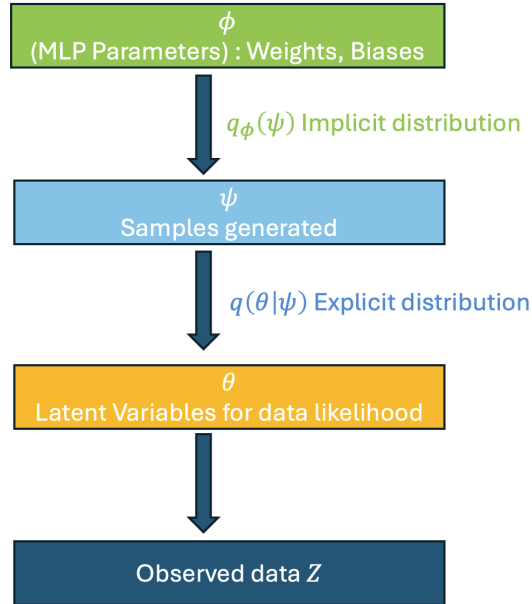 ϕ
(MLP Parameters) : Weights, Biases
q_ϕ(ψ) Implicit distribution
ψ
Samples generated
q(θ|ψ) Explicit distribution
θ
Latent Variables for data likelihood
Observed data Z